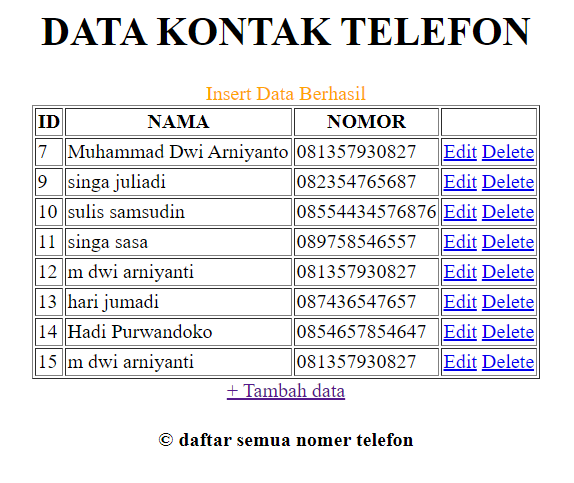 DATA KONTAK TELEFON
Insert Data Berhasil
ID NAMA NOMOR
7 Muhammad Dwi Arniyanto 081357930827 Edit Delete
9 singa juliadi 082354765687 Edit Delete
10 sulis samsudin 08554434576876 Edit Delete
11 singa sasa 089758546557 Edit Delete
12 m dwi arniyanti 081357930827 Edit Delete
13 hari jumadi 087436547657 Edit Delete
14 Hadi Purwandoko 0854657854647 Edit Delete
15 m dwi arniyanti 081357930827 Edit Delete
+ Tambah data
© daftar semua nomer telefon